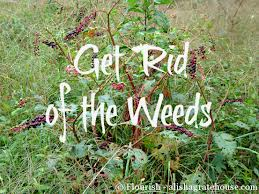 Get Rid
of the Weeds
© Flourish - alishagratehouse.com